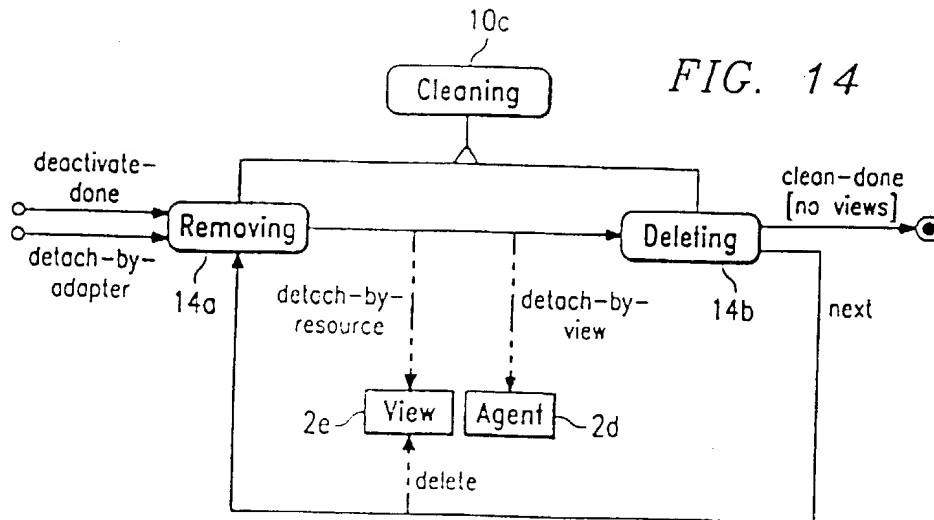 10c
FIG. 14
Cleaning
deactivate-
done
clean-done
[no views]
Removing
Deleting
detach-by-
adapter
14a
detach-by-
resource
detach-by-
view
14b
next
2e
View
Agent
2d
delete